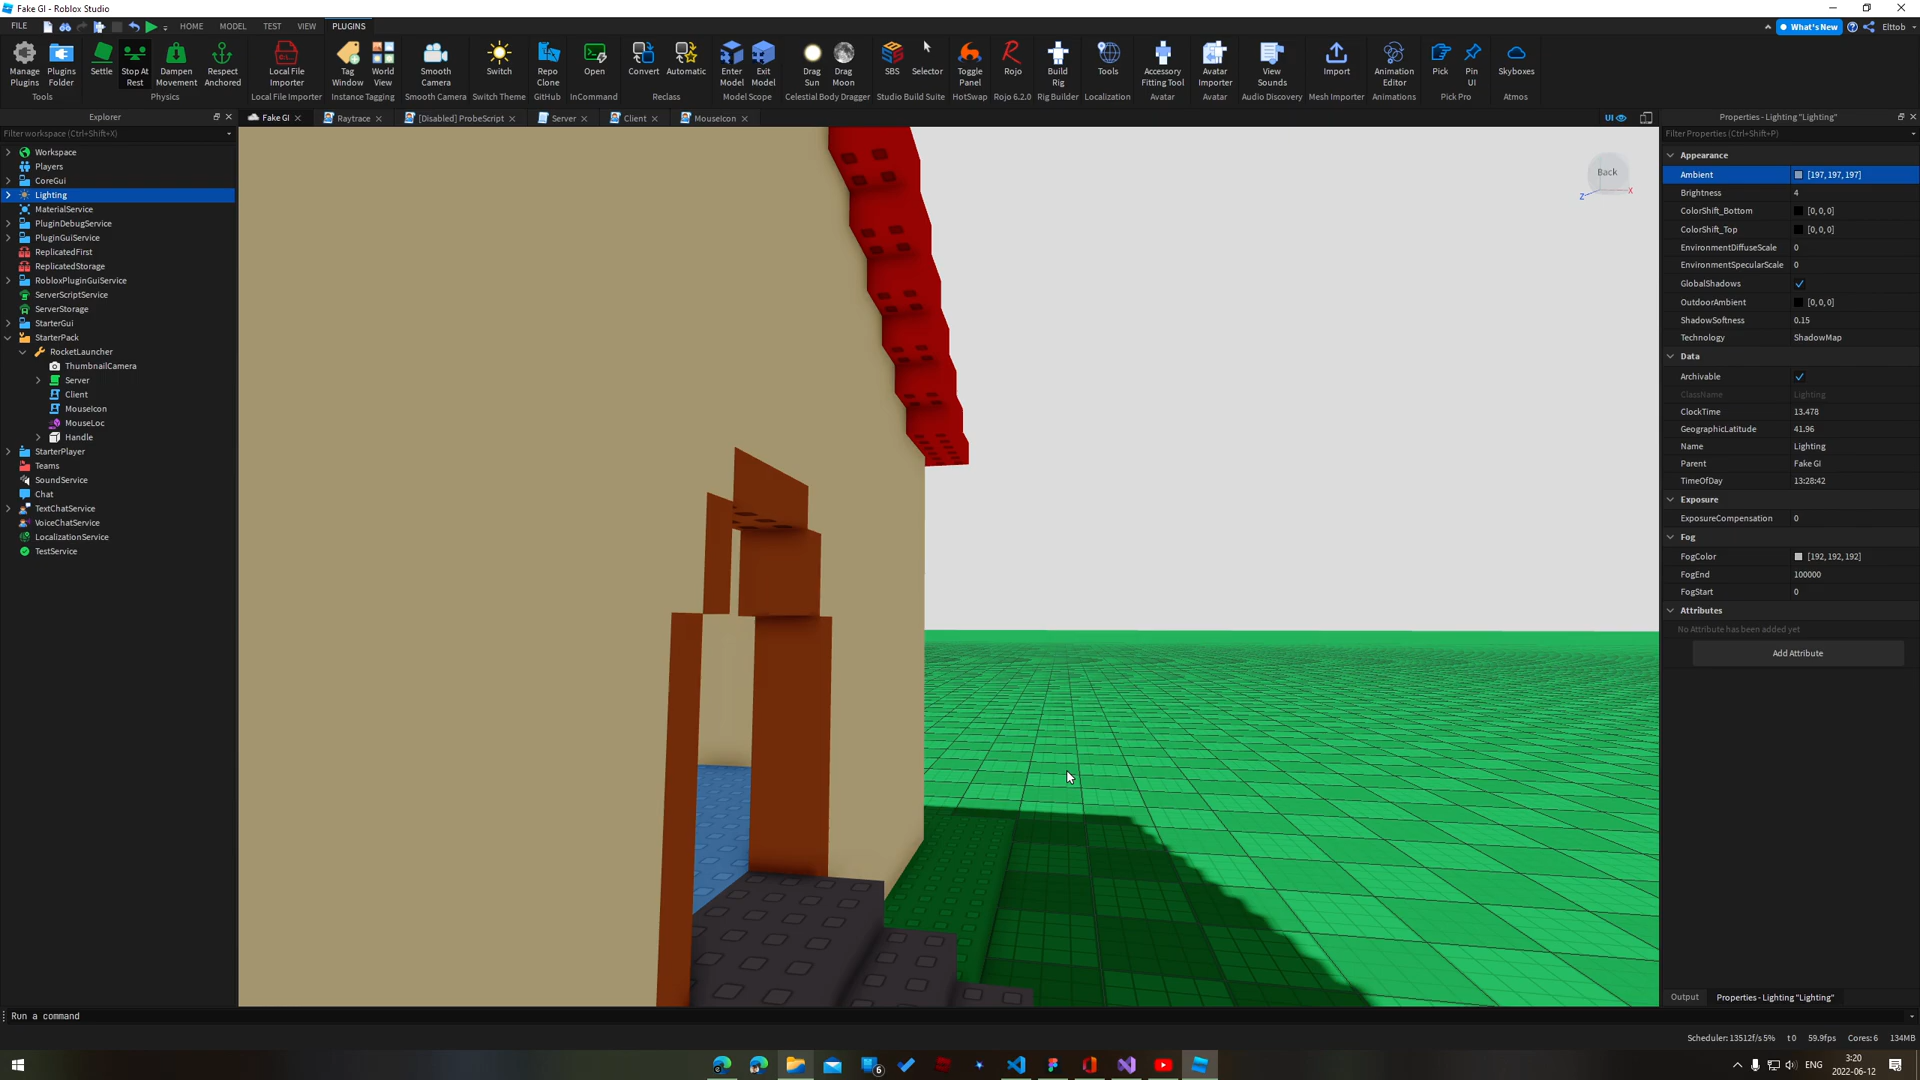 Fake GI - Roblox Studio
FILE HOME MODEL TEST VIEW PLUGINS What's New Elttob
Manage Plugins Plugins Folder Settle Stop At Rest Dampen Movement Respect Anchored Local File Importer Tag Window World View Smooth Camera Switch Repo Clone Open Convert Automatic Enter Model Exit Model Drag Sun Drag Moon SBS Selector Toggle Panel Rojo Build Rig Tools Accessory Fitting Tool Avatar Importer View Sounds Import Animation Editor Pick Pin UI Skyboxes
Tools Physics Local File Importer Instance Tagging Smooth Camera Switch Theme GitHub InCommand Reclass Model Scope Celestial Body Dragger Studio Build Suite HotSwap Rojo 6.2.0 Rig Builder Localization Avatar Avatar Audio Discovery Mesh Importer Animations Pick Pro Atmos
Explorer
Filter workspace (Ctrl+Shift+X)
Workspace
Players
CoreGui
Lighting
MaterialService
PluginDebugService
PluginGuiService
ReplicatedFirst
ReplicatedStorage
RobloxPluginGuiService
ServerScriptService
ServerStorage
StarterGui
StarterPack
RocketLauncher
ThumbnailCamera
Server
Client
MouseIcon
MouseLoc
Handle
StarterPlayer
Teams
SoundService
Chat
TextChatService
VoiceChatService
LocalizationService
TestService
Fake GI Raytrace [Disabled] ProbeScript Server Client MouseIcon UI
Back
Z X
Properties - Lighting "Lighting"
Filter Properties (Ctrl+Shift+P)
Appearance
Ambient [197, 197, 197]
Brightness 4
ColorShift_Bottom [0, 0, 0]
ColorShift_Top [0, 0, 0]
EnvironmentDiffuseScale 0
EnvironmentSpecularScale 0
GlobalShadows
OutdoorAmbient [0, 0, 0]
ShadowSoftness 0.15
Technology ShadowMap
Data
Archivable
ClassName Lighting
ClockTime 13.478
GeographicLatitude 41.96
Name Lighting
Parent Fake GI
TimeOfDay 13:28:42
Exposure
ExposureCompensation 0
Fog
FogColor [192, 192, 192]
FogEnd 100000
FogStart 0
Attributes
No Attribute has been added yet
Add Attribute
Output Properties - Lighting "Lighting"
Run a command
Scheduler: 13512f/s 5% t0 59.9fps Cores: 6 134MB
6
ENG
3:20
2022-06-12